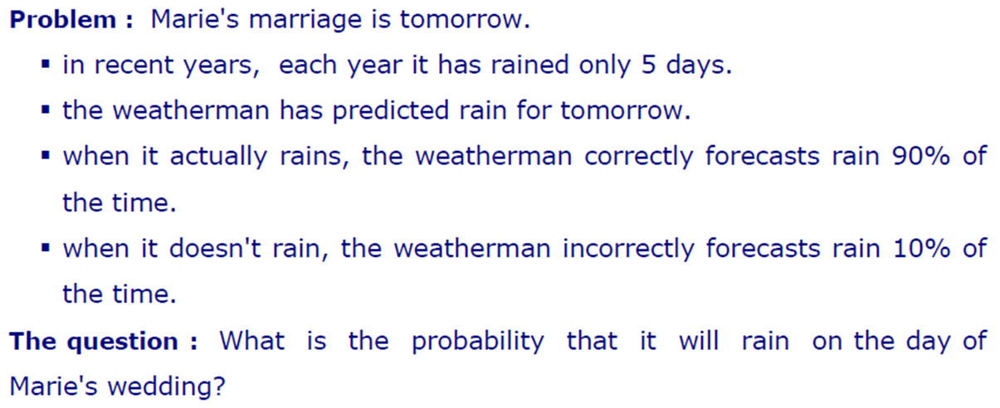 Problem : Marie's marriage is tomorrow.
▪ in recent years, each year it has rained only 5 days.
▪ the weatherman has predicted rain for tomorrow.
▪ when it actually rains, the weatherman correctly forecasts rain 90% of
the time.
▪ when it doesn't rain, the weatherman incorrectly forecasts rain 10% of
the time.
The question : What is the probability that it will rain on the day of
Marie's wedding?